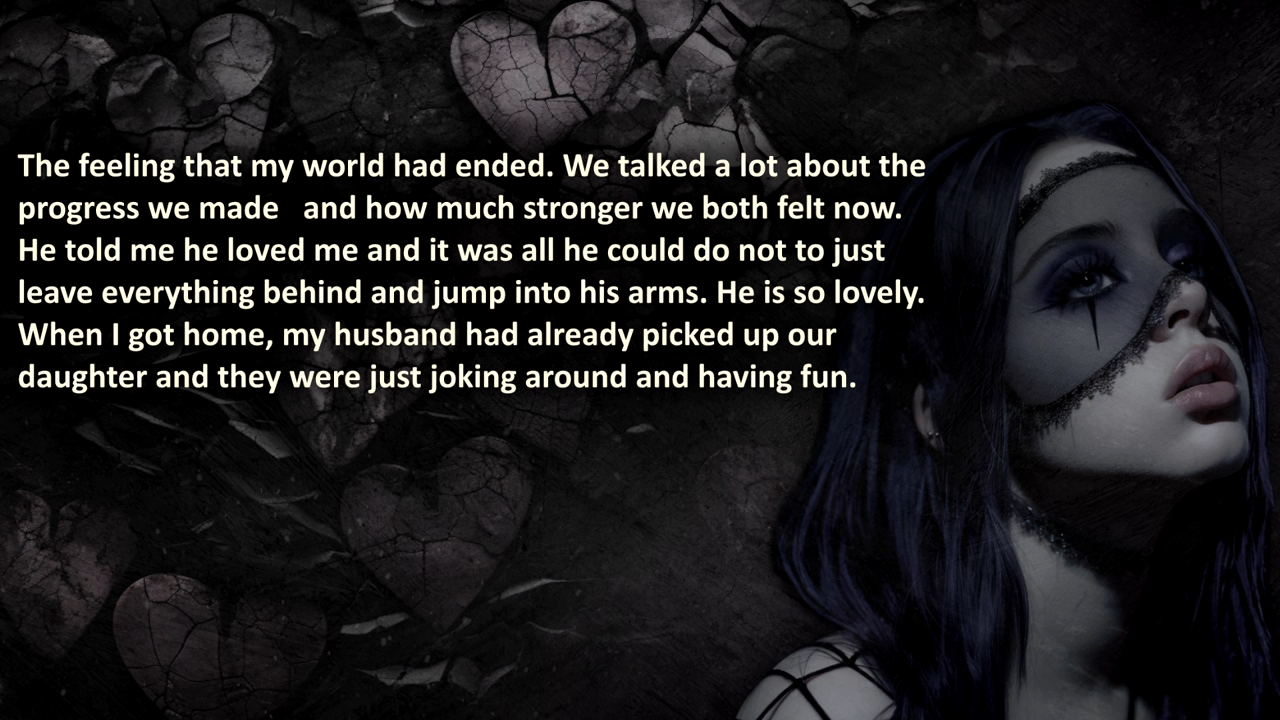 The feeling that my world had ended. We talked a lot about the
progress we made   and how much stronger we both felt now.
He told me he loved me and it was all he could do not to just
leave everything behind and jump into his arms. He is so lovely.
When I got home, my husband had already picked up our
daughter and they were just joking around and having fun.